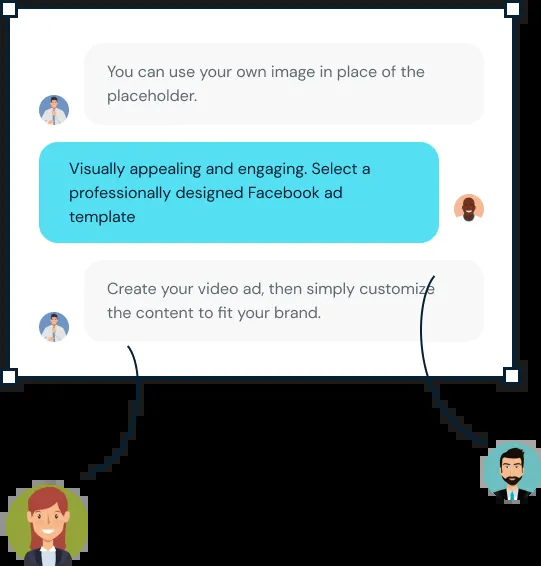 You can use your own image in place of the
placeholder.
Visually appealing and engaging. Select a
professionally designed Facebook ad
template
Create your video ad, then simply customize
the content to fit your brand.